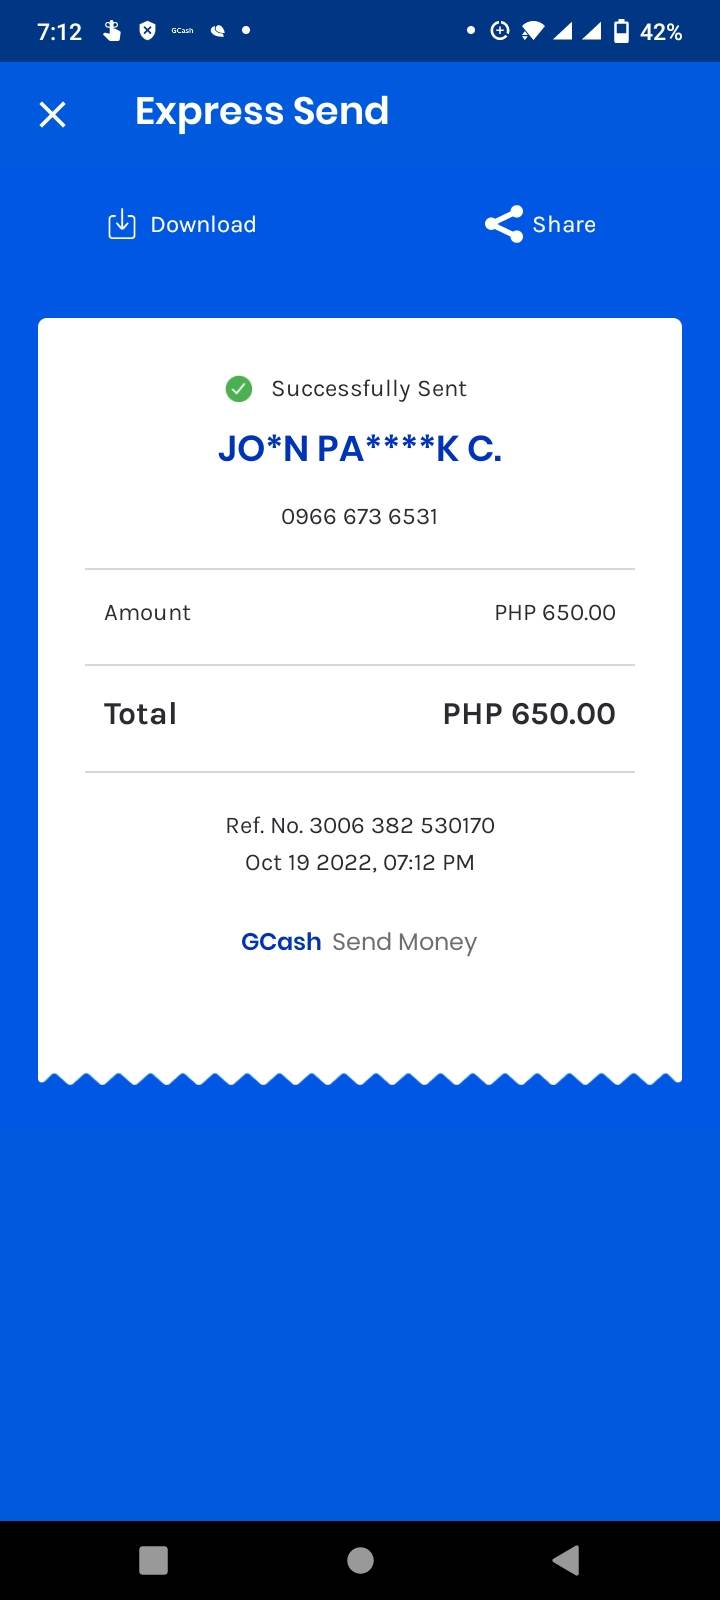 7:12 GCash 42%
Express Send
Download Share
Successfully Sent
JO*N PA****K C.
0966 673 6531
Amount PHP 650.00
Total PHP 650.00
Ref. No. 3006 382 530170
Oct 19 2022, 07:12 PM
GCash Send Money